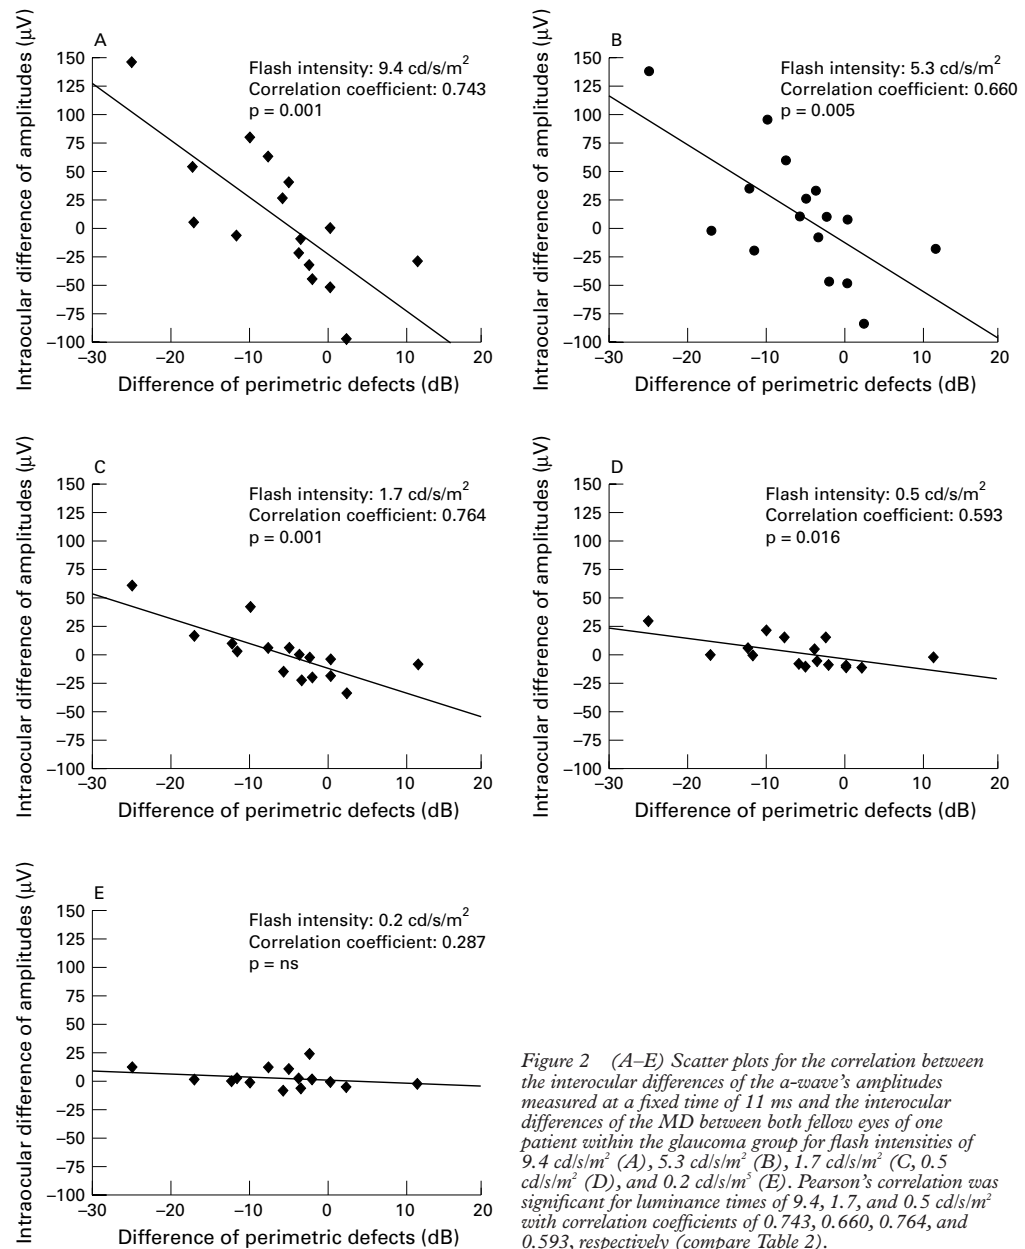 A
Intraocular difference of amplitudes (μV)
150
125
100
75
50
25
0
−25
−50
−75
−100
Flash intensity: 9.4 cd/s/m²
Correlation coefficient: 0.743
p = 0.001
−30 −20 −10 0 10 20
Difference of perimetric defects (dB)
B
Intraocular difference of amplitudes (μV)
150
125
100
75
50
25
0
−25
−50
−75
−100
Flash intensity: 5.3 cd/s/m²
Correlation coefficient: 0.660
p = 0.005
−30 −20 −10 0 10 20
Difference of perimetric defects (dB)
C
Intraocular difference of amplitudes (μV)
150
125
100
75
50
25
0
−25
−50
−75
−100
Flash intensity: 1.7 cd/s/m²
Correlation coefficient: 0.764
p = 0.001
−30 −20 −10 0 10 20
Difference of perimetric defects (dB)
D
Intraocular difference of amplitudes (μV)
150
125
100
75
50
25
0
−25
−50
−75
−100
Flash intensity: 0.5 cd/s/m²
Correlation coefficient: 0.593
p = 0.016
−30 −20 −10 0 10 20
Difference of perimetric defects (dB)
E
Intraocular difference of amplitudes (μV)
150
125
100
75
50
25
0
−25
−50
−75
−100
Flash intensity: 0.2 cd/s/m²
Correlation coefficient: 0.287
p = ns
−30 −20 −10 0 10 20
Difference of perimetric defects (dB)
Figure 2 (A–E) Scatter plots for the correlation between
the interocular differences of the a-wave's amplitudes
measured at a fixed time of 11 ms and the interocular
differences of the MD between both fellow eyes of one
patient within the glaucoma group for flash intensities of
9.4 cd/s/m² (A), 5.3 cd/s/m² (B), 1.7 cd/s/m² (C, 0.5
cd/s/m² (D), and 0.2 cd/s/m⁵ (E). Pearson's correlation was
significant for luminance times of 9.4, 1.7, and 0.5 cd/s/m²
with correlation coefficients of 0.743, 0.660, 0.764, and
0.593, respectively (compare Table 2).